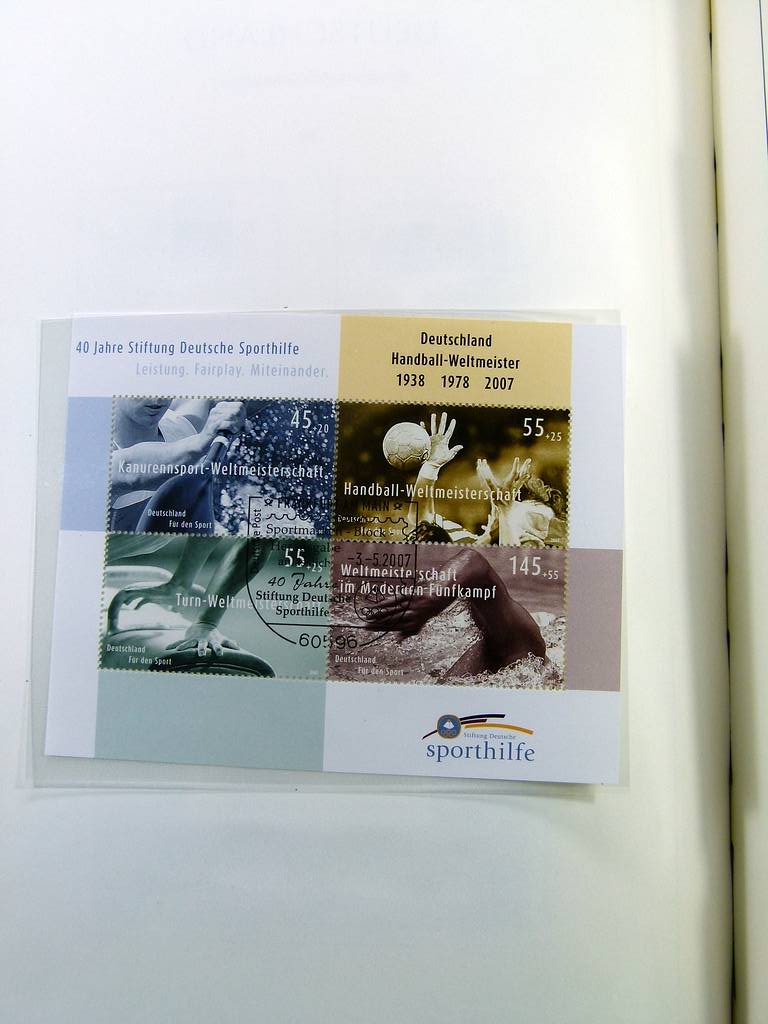 40 Jahre Stiftung Deutsche Sporthilfe
Leistung. Fairplay. Miteinander.
Deutschland
Handball-Weltmeister
1938 1978 2007
45+20
Kanurennsport-Weltmeisterschaft
Deutschland
Für den Sport
55+25
Handball-Weltmeisterschaft
55+25
Turn-Weltmeisterschaft
Deutschland
Für den Sport
145+55
Weltmeisterschaft
im Modernen Fünfkampf
Deutschland
Für den Sport
MAIN
Block
-3.-5.2007
40 Jahre
Stiftung Deutsche
Sporthilfe
60596
Stiftung Deutsche
sporthilfe